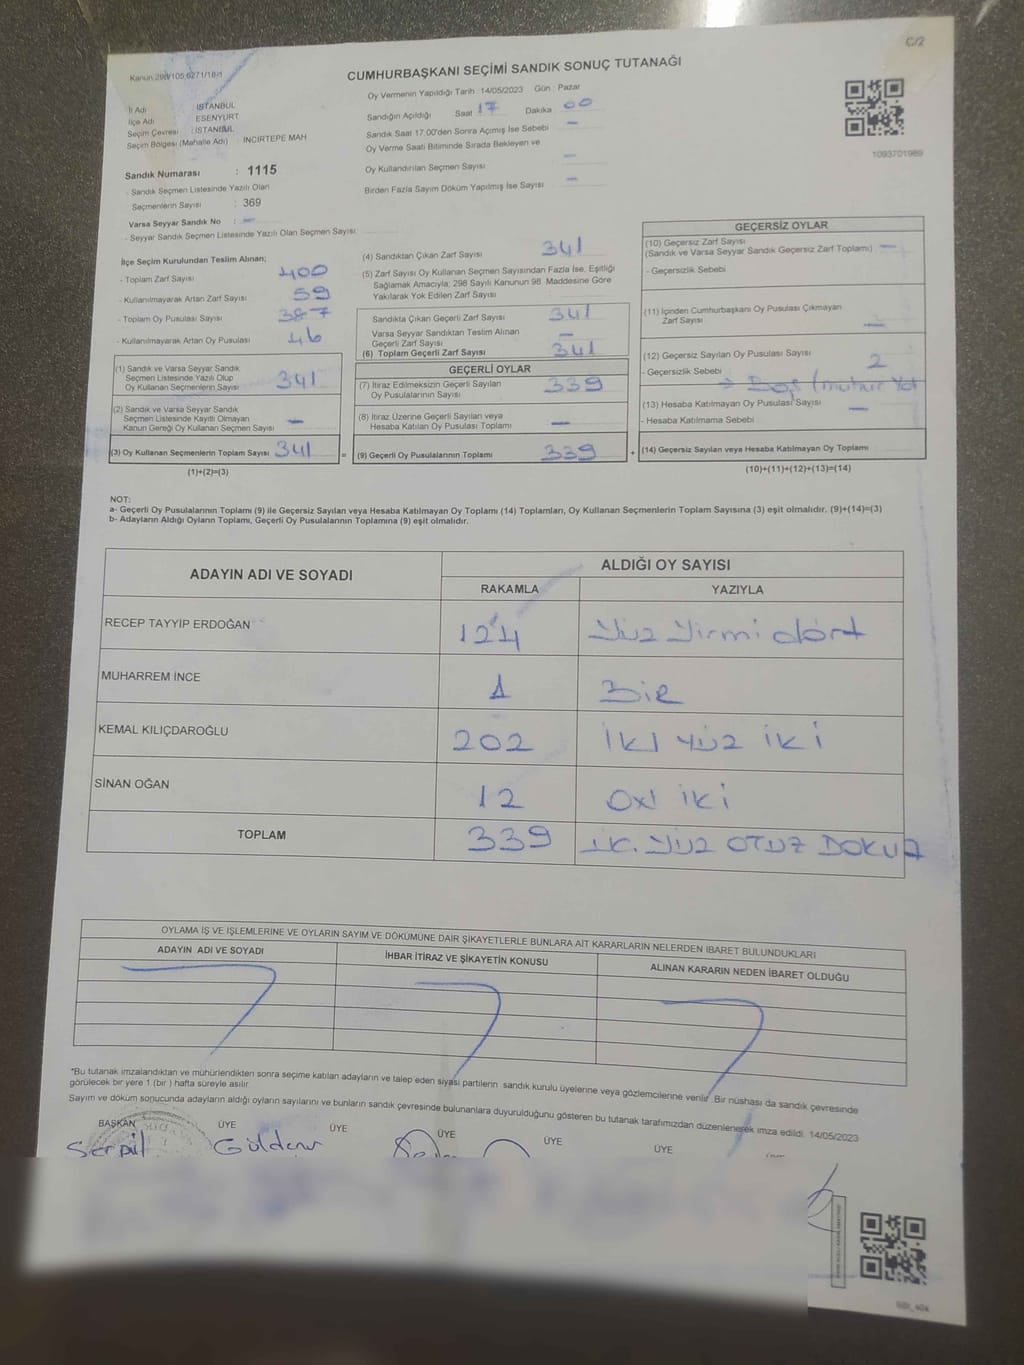 C/2
Kanun 298/105,6271/18-1
CUMHURBAŞKANI SEÇİMİ SANDIK SONUÇ TUTANAĞI
İl Adı İSTANBUL
İlçe Adı ESENYURT
Seçim Çevresi : İSTANBUL
Seçim Bölgesi (Mahalle Adı) : İNCİRTEPE MAH
Sandık Numarası : 1115
- Sandık Seçmen Listesinde Yazılı Olan
Seçmenlerin Sayısı : 369
Varsa Seyyar Sandık No : -
- Seyyar Sandık Seçmen Listesinde Yazılı Olan Seçmen Sayısı:
Oy Vermenin Yapıldığı Tarih : 14/05/2023 Gün : Pazar
Sandığın Açıldığı Saat 17 Dakika 00
Sandık Saat 17.00'den Sonra Açımış İse Sebebi -
Oy Verme Saati Bitiminde Sırada Bekleyen ve
Oy Kullandırılan Seçmen Sayısı -
Birden Fazla Sayım Döküm Yapılmış İse Sayısı -
1093701989
İlçe Seçim Kurulundan Teslim Alınan;
- Toplam Zarf Sayısı 400
- Kullanılmayarak Artan Zarf Sayısı 59
- Toplam Oy Pusulası Sayısı 387
- Kullanılmayarak Artan Oy Pusulası 46
(1) Sandık ve Varsa Seyyar Sandık
Seçmen Listesinde Yazılı Olup
Oy Kullanan Seçmenlerin Sayısı 341
(2) Sandık ve Varsa Seyyar Sandık
Seçmen Listesinde Kayıtlı Olmayan
Kanun Gereği Oy Kullanan Seçmen Sayısı -
(3) Oy Kullanan Seçmenlerin Toplam Sayısı 341
(1)+(2)=(3)
(4) Sandıktan Çıkan Zarf Sayısı 341
(5) Zarf Sayısı Oy Kullanan Seçmen Sayısından Fazla İse, Eşitliği
Sağlamak Amacıyla; 298 Sayılı Kanunun 98. Maddesine Göre
Yakılarak Yok Edilen Zarf Sayısı
Sandıkta Çıkan Geçerli Zarf Sayısı 341
Varsa Seyyar Sandıktan Teslim Alınan
Geçerli Zarf Sayısı -
(6) Toplam Geçerli Zarf Sayısı 341
GEÇERLİ OYLAR
(7) İtiraz Edilmeksizin Geçerli Sayılan
Oy Pusulalarının Sayısı 339
(8) İtiraz Üzerine Geçerli Sayılan veya
Hesaba Katılan Oy Pusulası Toplamı -
= (9) Geçerli Oy Pusulalarının Toplamı 339
GEÇERSİZ OYLAR
(10) Geçersiz Zarf Sayısı
(Sandık ve Varsa Seyyar Sandık Geçersiz Zarf Toplamı) -
- Geçersizlik Sebebi
(11) İçinden Cumhurbaşkanı Oy Pusulası Çıkmayan
Zarf Sayısı -
(12) Geçersiz Sayılan Oy Pusulası Sayısı 2
- Geçersizlik Sebebi → Boş
(13) Hesaba Katılmayan Oy Pusulası Sayısı -
- Hesaba Katılmama Sebebi
+ (14) Geçersiz Sayılan veya Hesaba Katılmayan Oy Toplamı
(10)+(11)+(12)+(13)=(14)
NOT:
a- Geçerli Oy Pusulalarının Toplamı (9) ile Geçersiz Sayılan veya Hesaba Katılmayan Oy Toplamı (14) Toplamları, Oy Kullanan Seçmenlerin Toplam Sayısına (3) eşit olmalıdır. (9)+(14)=(3)
b- Adayların Aldığı Oyların Toplamı, Geçerli Oy Pusulalarının Toplamına (9) eşit olmalıdır.
ADAYIN ADI VE SOYADI ALDIĞI OY SAYISI
RAKAMLA YAZIYLA
RECEP TAYYİP ERDOĞAN 124 Yüz Yirmi dört
MUHARREM İNCE 1 BİR
KEMAL KILIÇDAROĞLU 202 İKİ YÜZ İKİ
SİNAN OĞAN 12 ON İKİ
TOPLAM 339 YÜZ OTUZ DOKUZ
OYLAMA İŞ VE İŞLEMLERİNE VE OYLARIN SAYIM VE DÖKÜMÜNE DAİR ŞİKAYETLERLE BUNLARA AİT KARARLARIN NELERDEN İBARET BULUNDUKLARI
ADAYIN ADI VE SOYADI İHBAR İTİRAZ VE ŞİKAYETİN KONUSU ALINAN KARARIN NEDEN İBARET OLDUĞU
*Bu tutanak imzalandıktan ve mühürlendikten sonra seçime katılan adayların ve talep eden siyasi partilerin sandık kurulu üyelerine veya gözlemcilerine verilir. Bir nüshası da sandık çevresinde
görülecek bir yere 1 (bir ) hafta süreyle asılır.
Sayım ve döküm sonucunda adayların aldığı oyların sayılarını ve bunların sandık çevresinde bulunanlara duyurulduğunu gösteren bu tutanak tarafımızdan düzenlenerek imza edildi. 14/05/2023
BAŞKAN ÜYE ÜYE ÜYE ÜYE ÜYE
Serpil